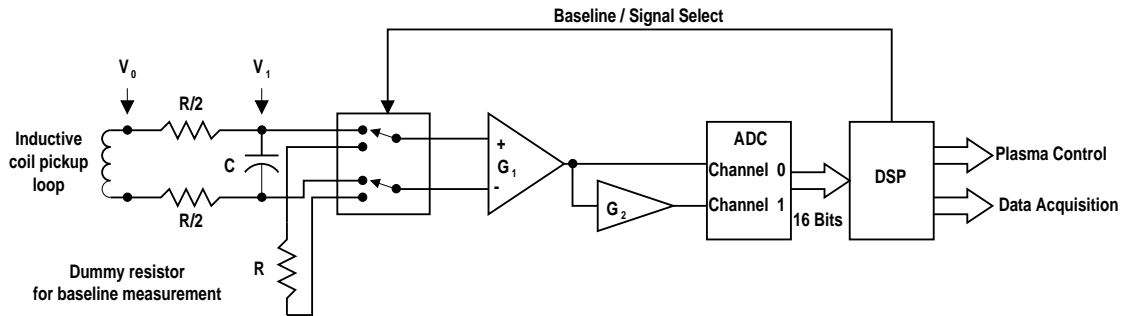 Baseline / Signal Select
V0
V1
R/2
Inductive
coil pickup
loop
C
R/2
+
G1
-
G2
ADC
Channel 0
Channel 1
16 Bits
DSP
Plasma Control
Data Acquisition
Dummy resistor
for baseline measurement
R